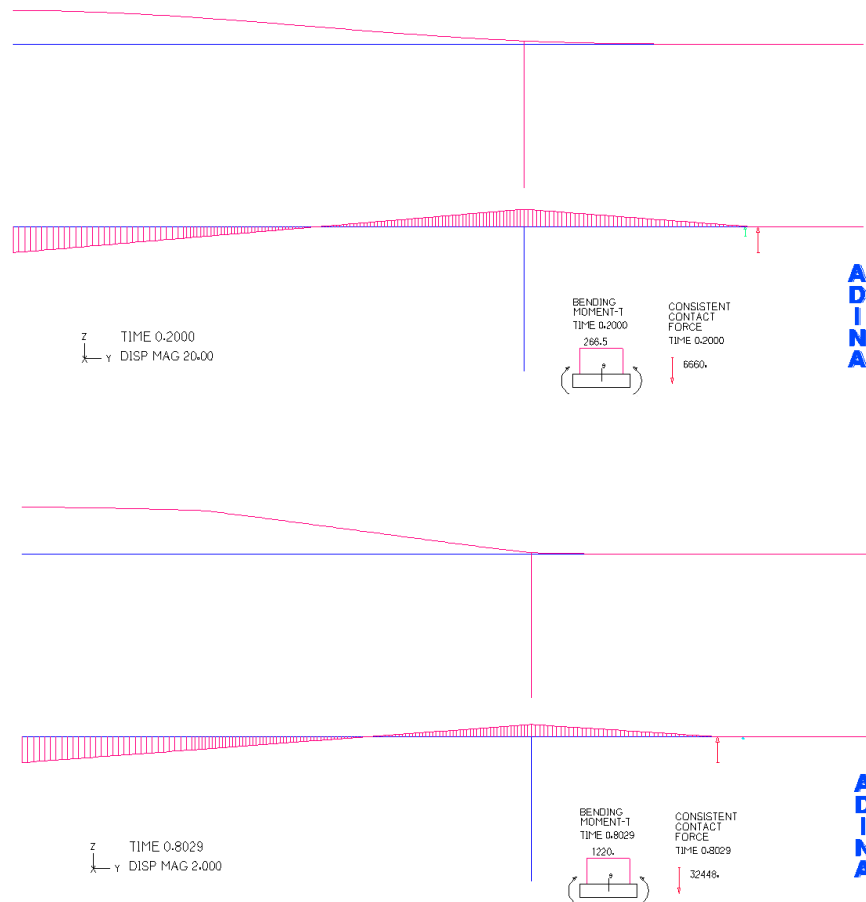 A
D
I
N
A
BENDING
MOMENT-T
TIME 0.2000
266.5
CONSISTENT
CONTACT
FORCE
TIME 0.2000
6660.
Z
X Y
TIME 0.2000
DISP MAG 20.00
A
D
I
N
A
BENDING
MOMENT-T
TIME 0.8029
1220.
CONSISTENT
CONTACT
FORCE
TIME 0.8029
32448.
Z
X Y
TIME 0.8029
DISP MAG 2.000